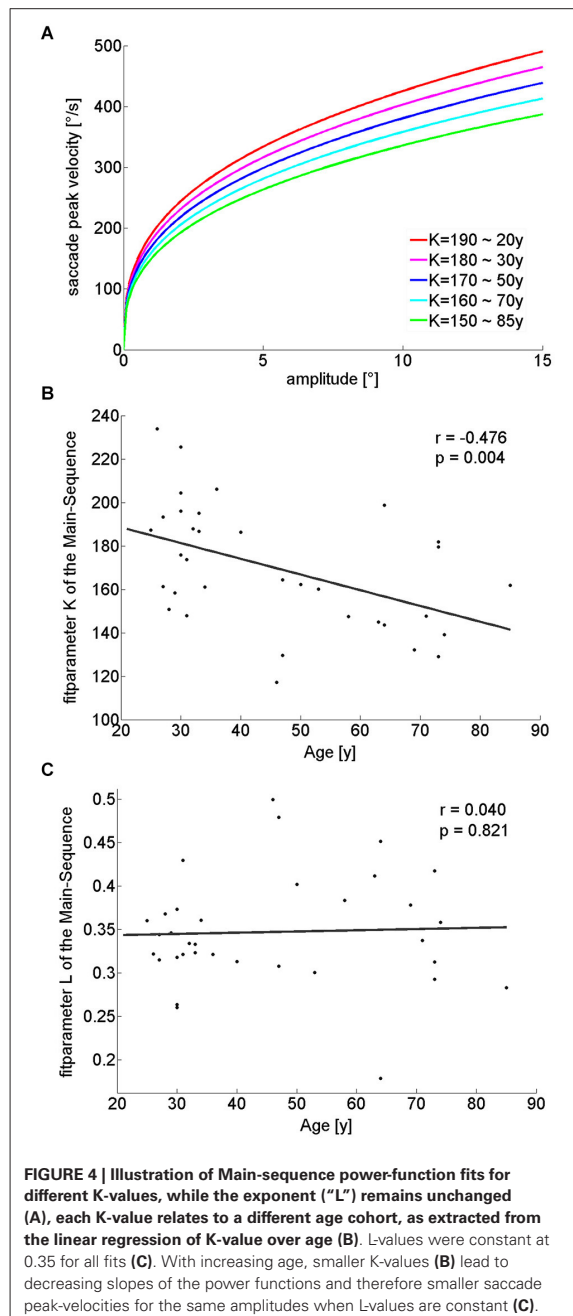 A
500
400
300
200
100
0
saccade peak velocity [°/s]
K=190 ~ 20y
K=180 ~ 30y
K=170 ~ 50y
K=160 ~ 70y
K=150 ~ 85y
0 5 10 15
amplitude [°]
B
240
220
200
180
160
140
120
100
fitparameter K of the Main-Sequence
r = -0.476
p = 0.004
20 30 40 50 60 70 80 90
Age [y]
C
0.5
0.45
0.4
0.35
0.3
0.25
0.2
fitparameter L of the Main-Sequence
r = 0.040
p = 0.821
20 30 40 50 60 70 80 90
Age [y]
FIGURE 4 | Illustration of Main-sequence power-function fits for
different K-values, while the exponent (“L”) remains unchanged
(A), each K-value relates to a different age cohort, as extracted from
the linear regression of K-value over age (B). L-values were constant at
0.35 for all fits (C). With increasing age, smaller K-values (B) lead to
decreasing slopes of the power functions and therefore smaller saccade
peak-velocities for the same amplitudes when L-values are constant (C).